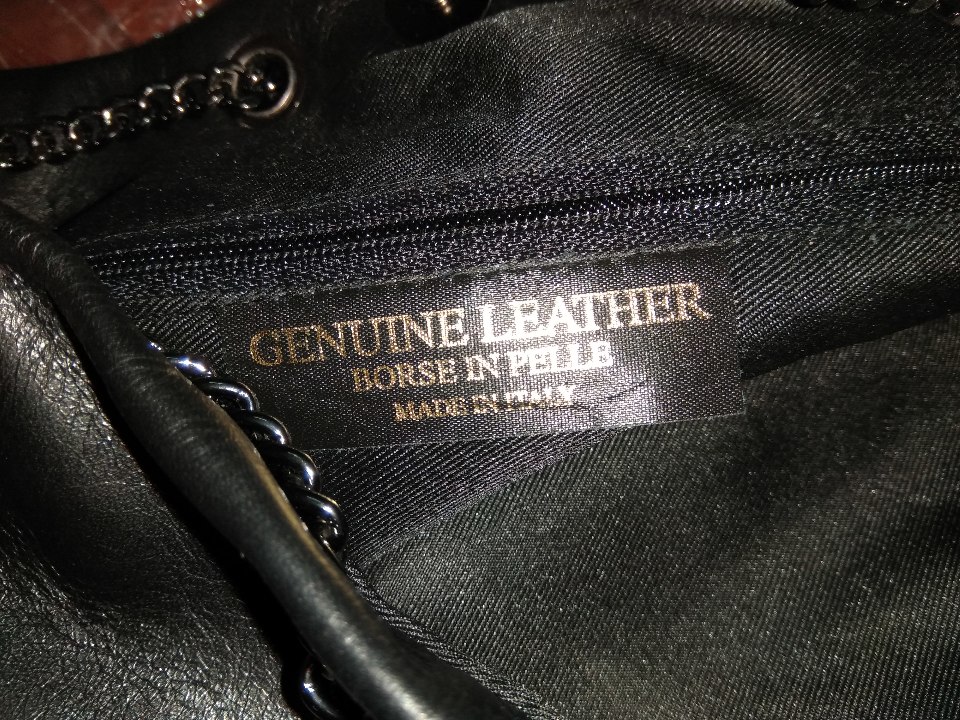 GENUINE LEATHER
BORSE IN PELLE
MADE IN ITALY